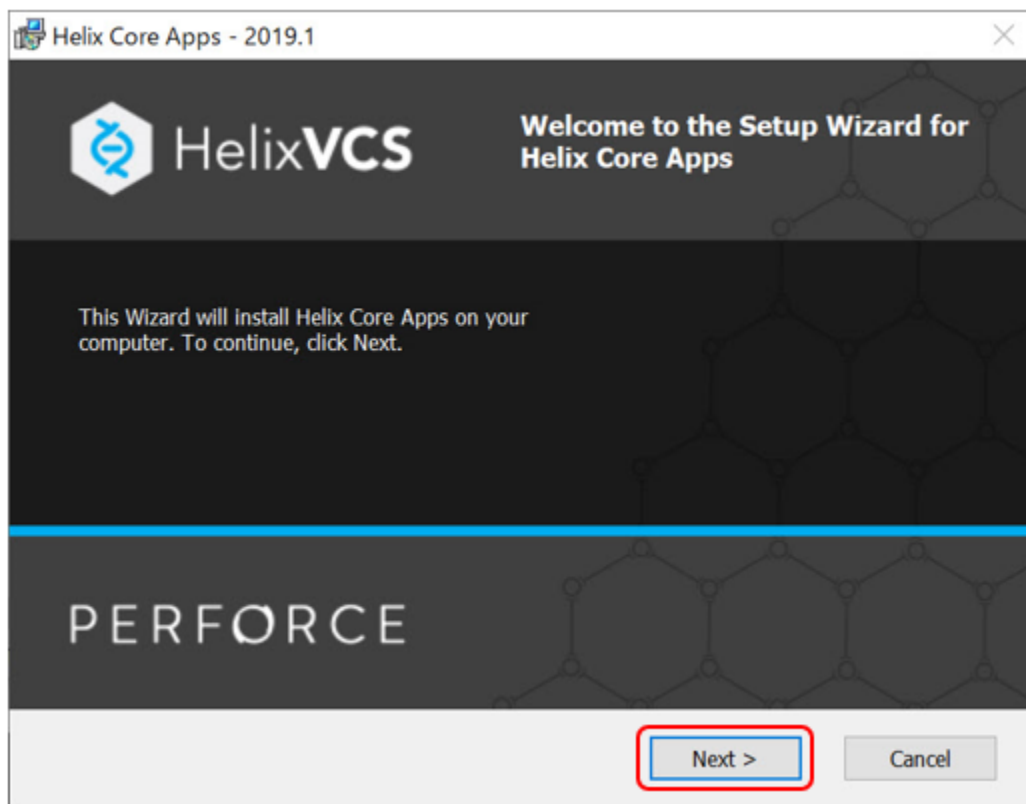 Helix Core Apps - 2019.1
HelixVCS
Welcome to the Setup Wizard for
Helix Core Apps
This Wizard will install Helix Core Apps on your
computer. To continue, click Next.
PERFORCE
Next >
Cancel